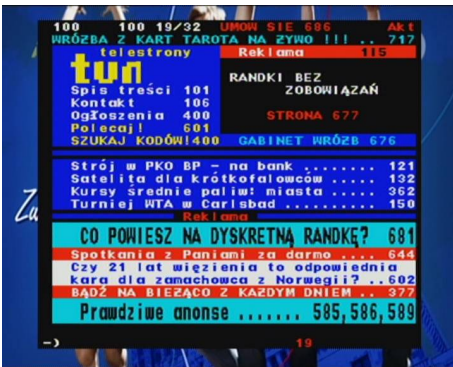 100 100 19/32 UMOW SIE 686 Akt
WRÓŻBA Z KART TAROTA NA ŻYWO !!! .. 717
telestrony
tvn
Reklama 115
RANDKI BEZ
ZOBOWIĄZAŃ
STRONA 677
Spis treści 101
Kontakt 106
Ogłoszenia 400
Polecaj! 601
SZUKAJ KODÓW!400 GABINET WRÓŻB 676
Strój w PKO BP - na bank ........ 121
Satelita dla krótkofalowców ..... 132
Kursy średnie paliw: miasta ..... 362
Turniej WTA w Carlsbad .......... 150
Reklama
CO POWIESZ NA DYSKRETNĄ RANDKĘ? 681
Spotkania z Paniami za darmo .... 644
Czy 21 lat więzienia to odpowiednia
kara dla zamachowca z Norwegii? ..602
BĄDŹ NA BIEŻĄCO Z KAŻDYM DNIEM .. 377
Prawdziwe anonse ....... 585,586,589
-) 19
Zu